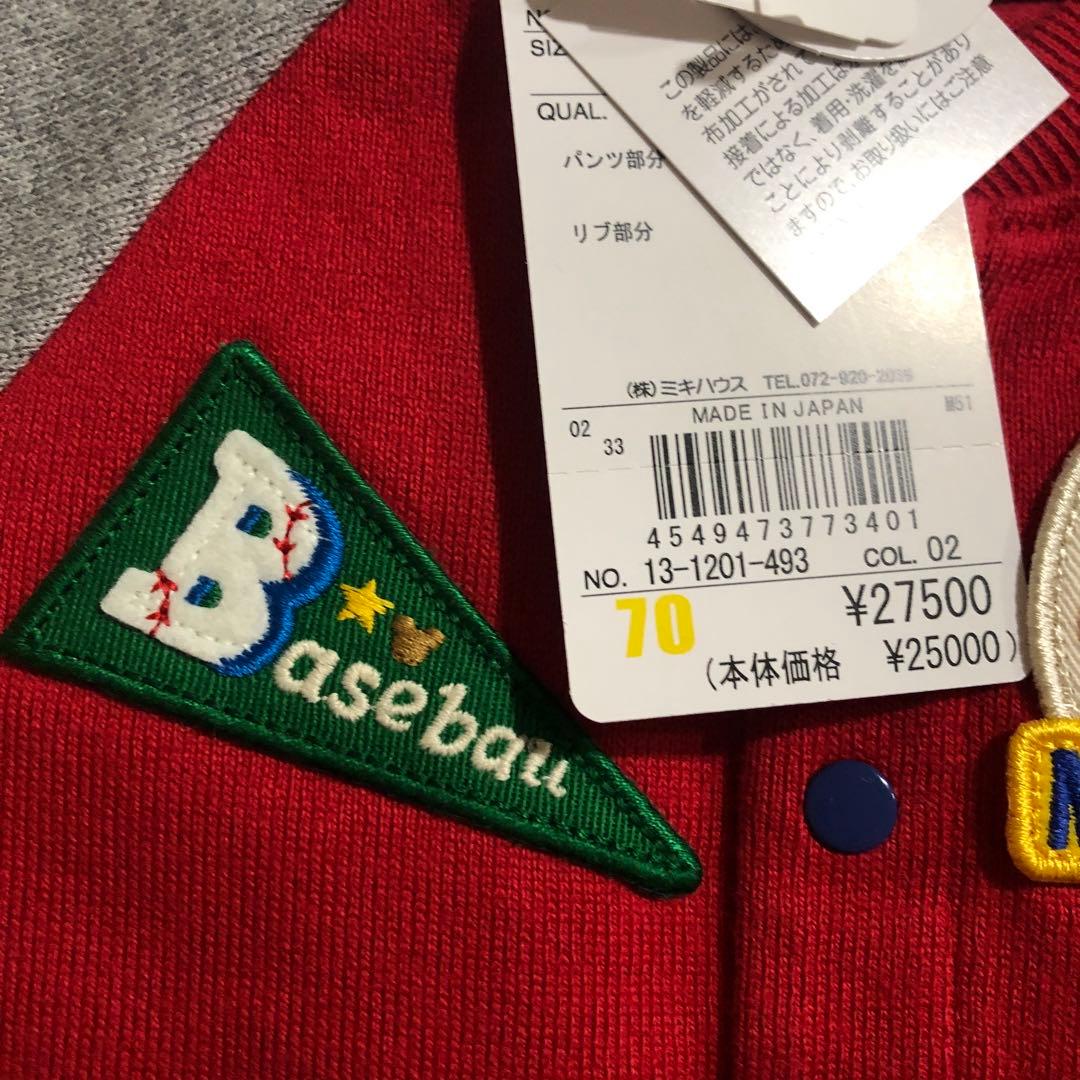 SIZ
QUAL.
パンツ部分
リブ部分
この製品には
を軽減するため
布加工がされて
接着による加工は
ではなく、着用・洗濯を
ことにより剥離することがあり
ますので、お取り扱いにはご注意
(株)ミキハウス TEL.072-920-2056
MADE IN JAPAN M51
02
33
4549473773401
NO. 13-1201-493 COL. 02
70 ¥27500
(本体価格 ¥25000)
Baseball